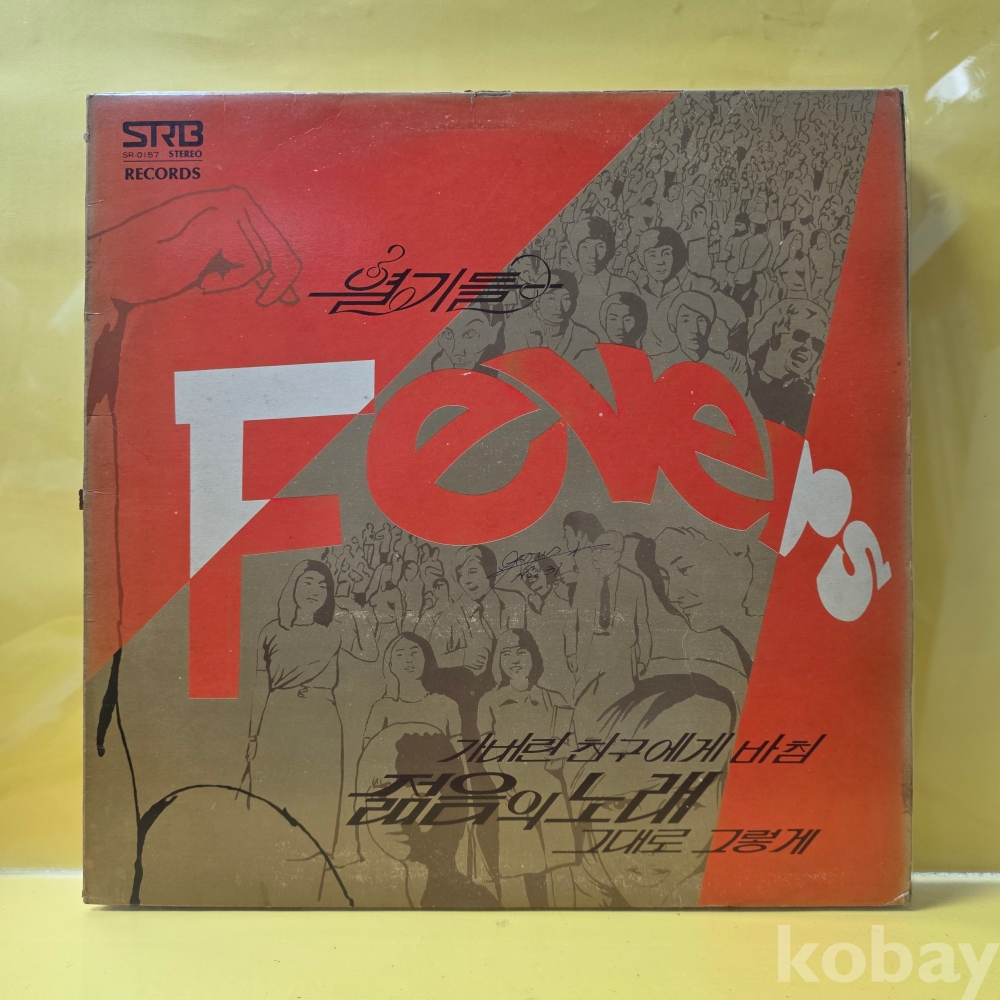 SRB
SR-0157 STEREO
RECORDS
열기들
Fevers
가버린 친구에게 바침
젊음의 노래
그대로 그렇게
kobay